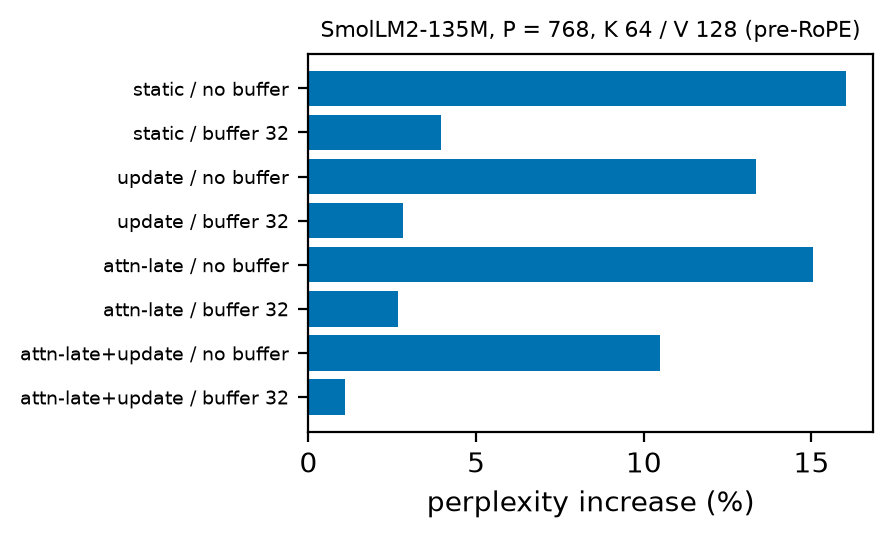 SmolLM2-135M, P = 768, K 64 / V 128 (pre-RoPE)
static / no buffer
static / buffer 32
update / no buffer
update / buffer 32
attn-late / no buffer
attn-late / buffer 32
attn-late+update / no buffer
attn-late+update / buffer 32
0 5 10 15
perplexity increase (%)